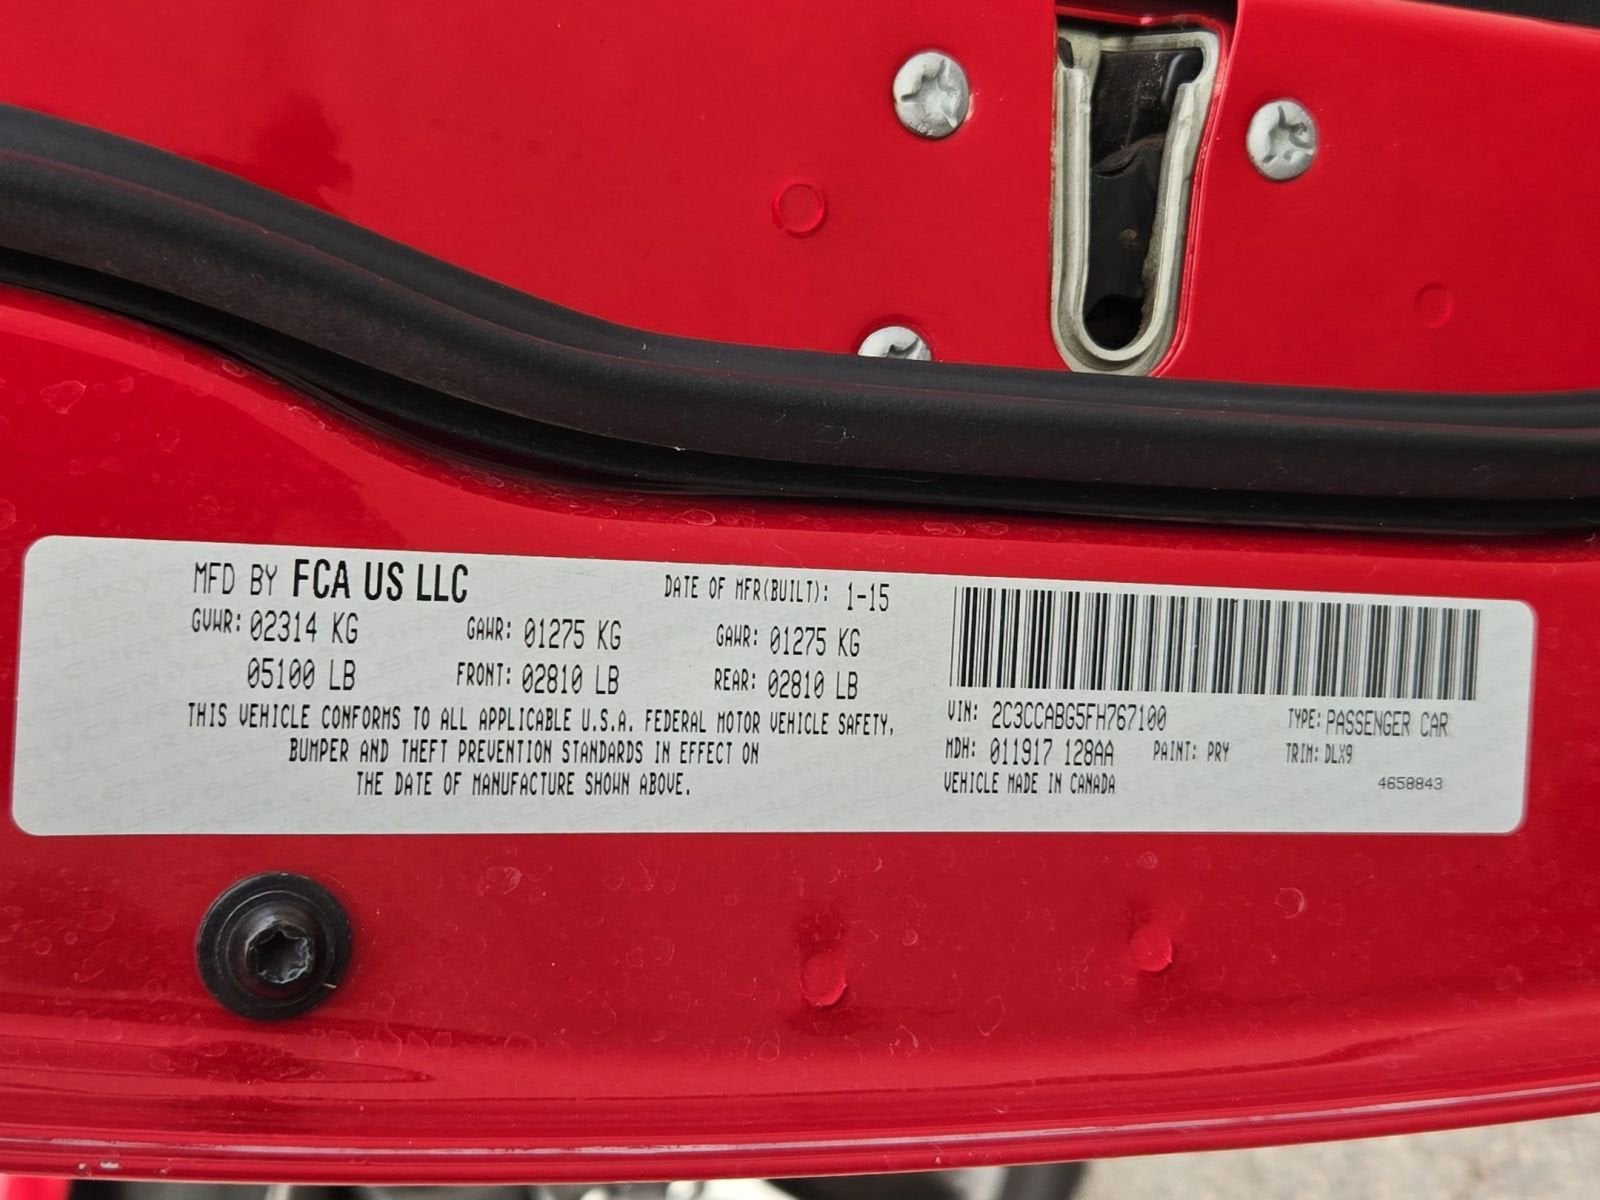 MFD BY FCA US LLC DATE OF MFR(BUILT): 1-15
GVWR: 02314 KG GAWR: 01275 KG GAWR: 01275 KG
05100 LB FRONT: 02810 LB REAR: 02810 LB
THIS VEHICLE CONFORMS TO ALL APPLICABLE U.S.A. FEDERAL MOTOR VEHICLE SAFETY,
BUMPER AND THEFT PREVENTION STANDARDS IN EFFECT ON
THE DATE OF MANUFACTURE SHOWN ABOVE.
VIN: 2C3CCABG5FH767100 TYPE: PASSENGER CAR
MDH: 011917 128AA PAINT: PRY TRIM: DLX9
VEHICLE MADE IN CANADA 4658843